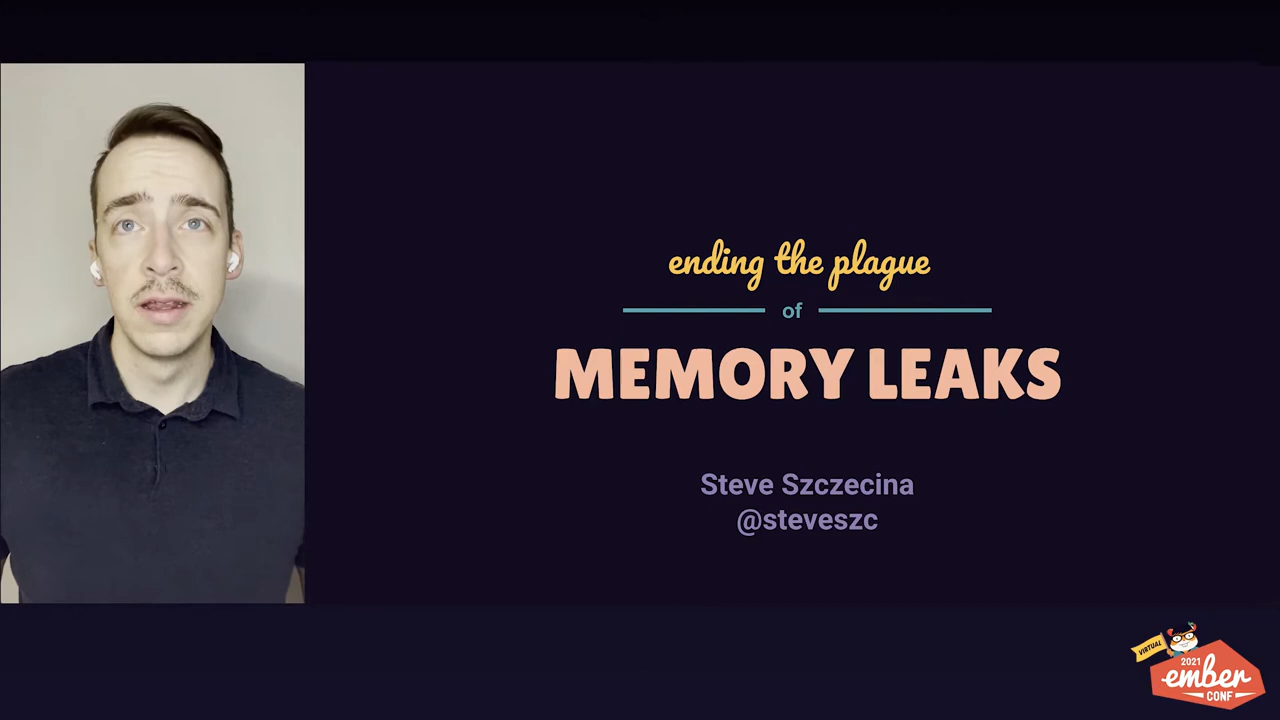 ending the plague
of
MEMORY LEAKS
Steve Szczecina
@steveszc
VIRTUAL
2021
ember
CONF